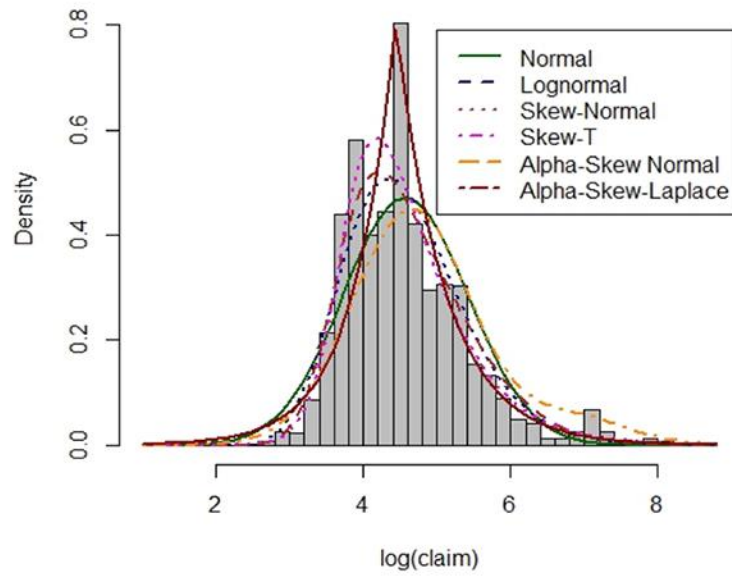 Density
0.8
0.6
0.4
0.2
0.0
Normal
Lognormal
Skew-Normal
Skew-T
Alpha-Skew Normal
Alpha-Skew-Laplace
2 4 6 8
log(claim)